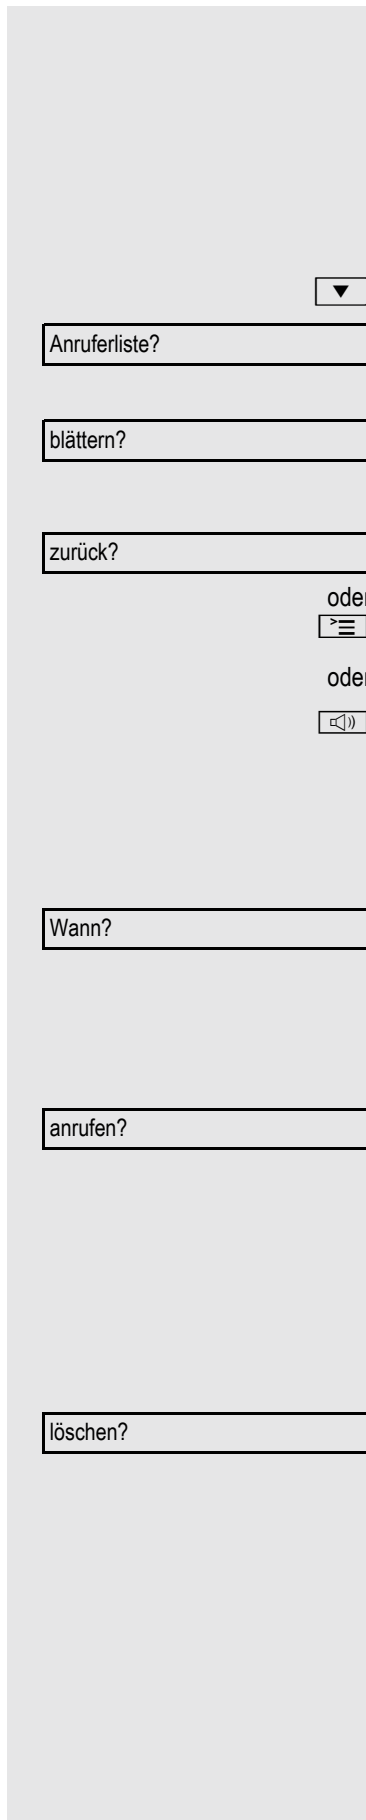 Anruferliste?
blättern?
zurück?
oder
oder
Wann?
anrufen?
löschen?